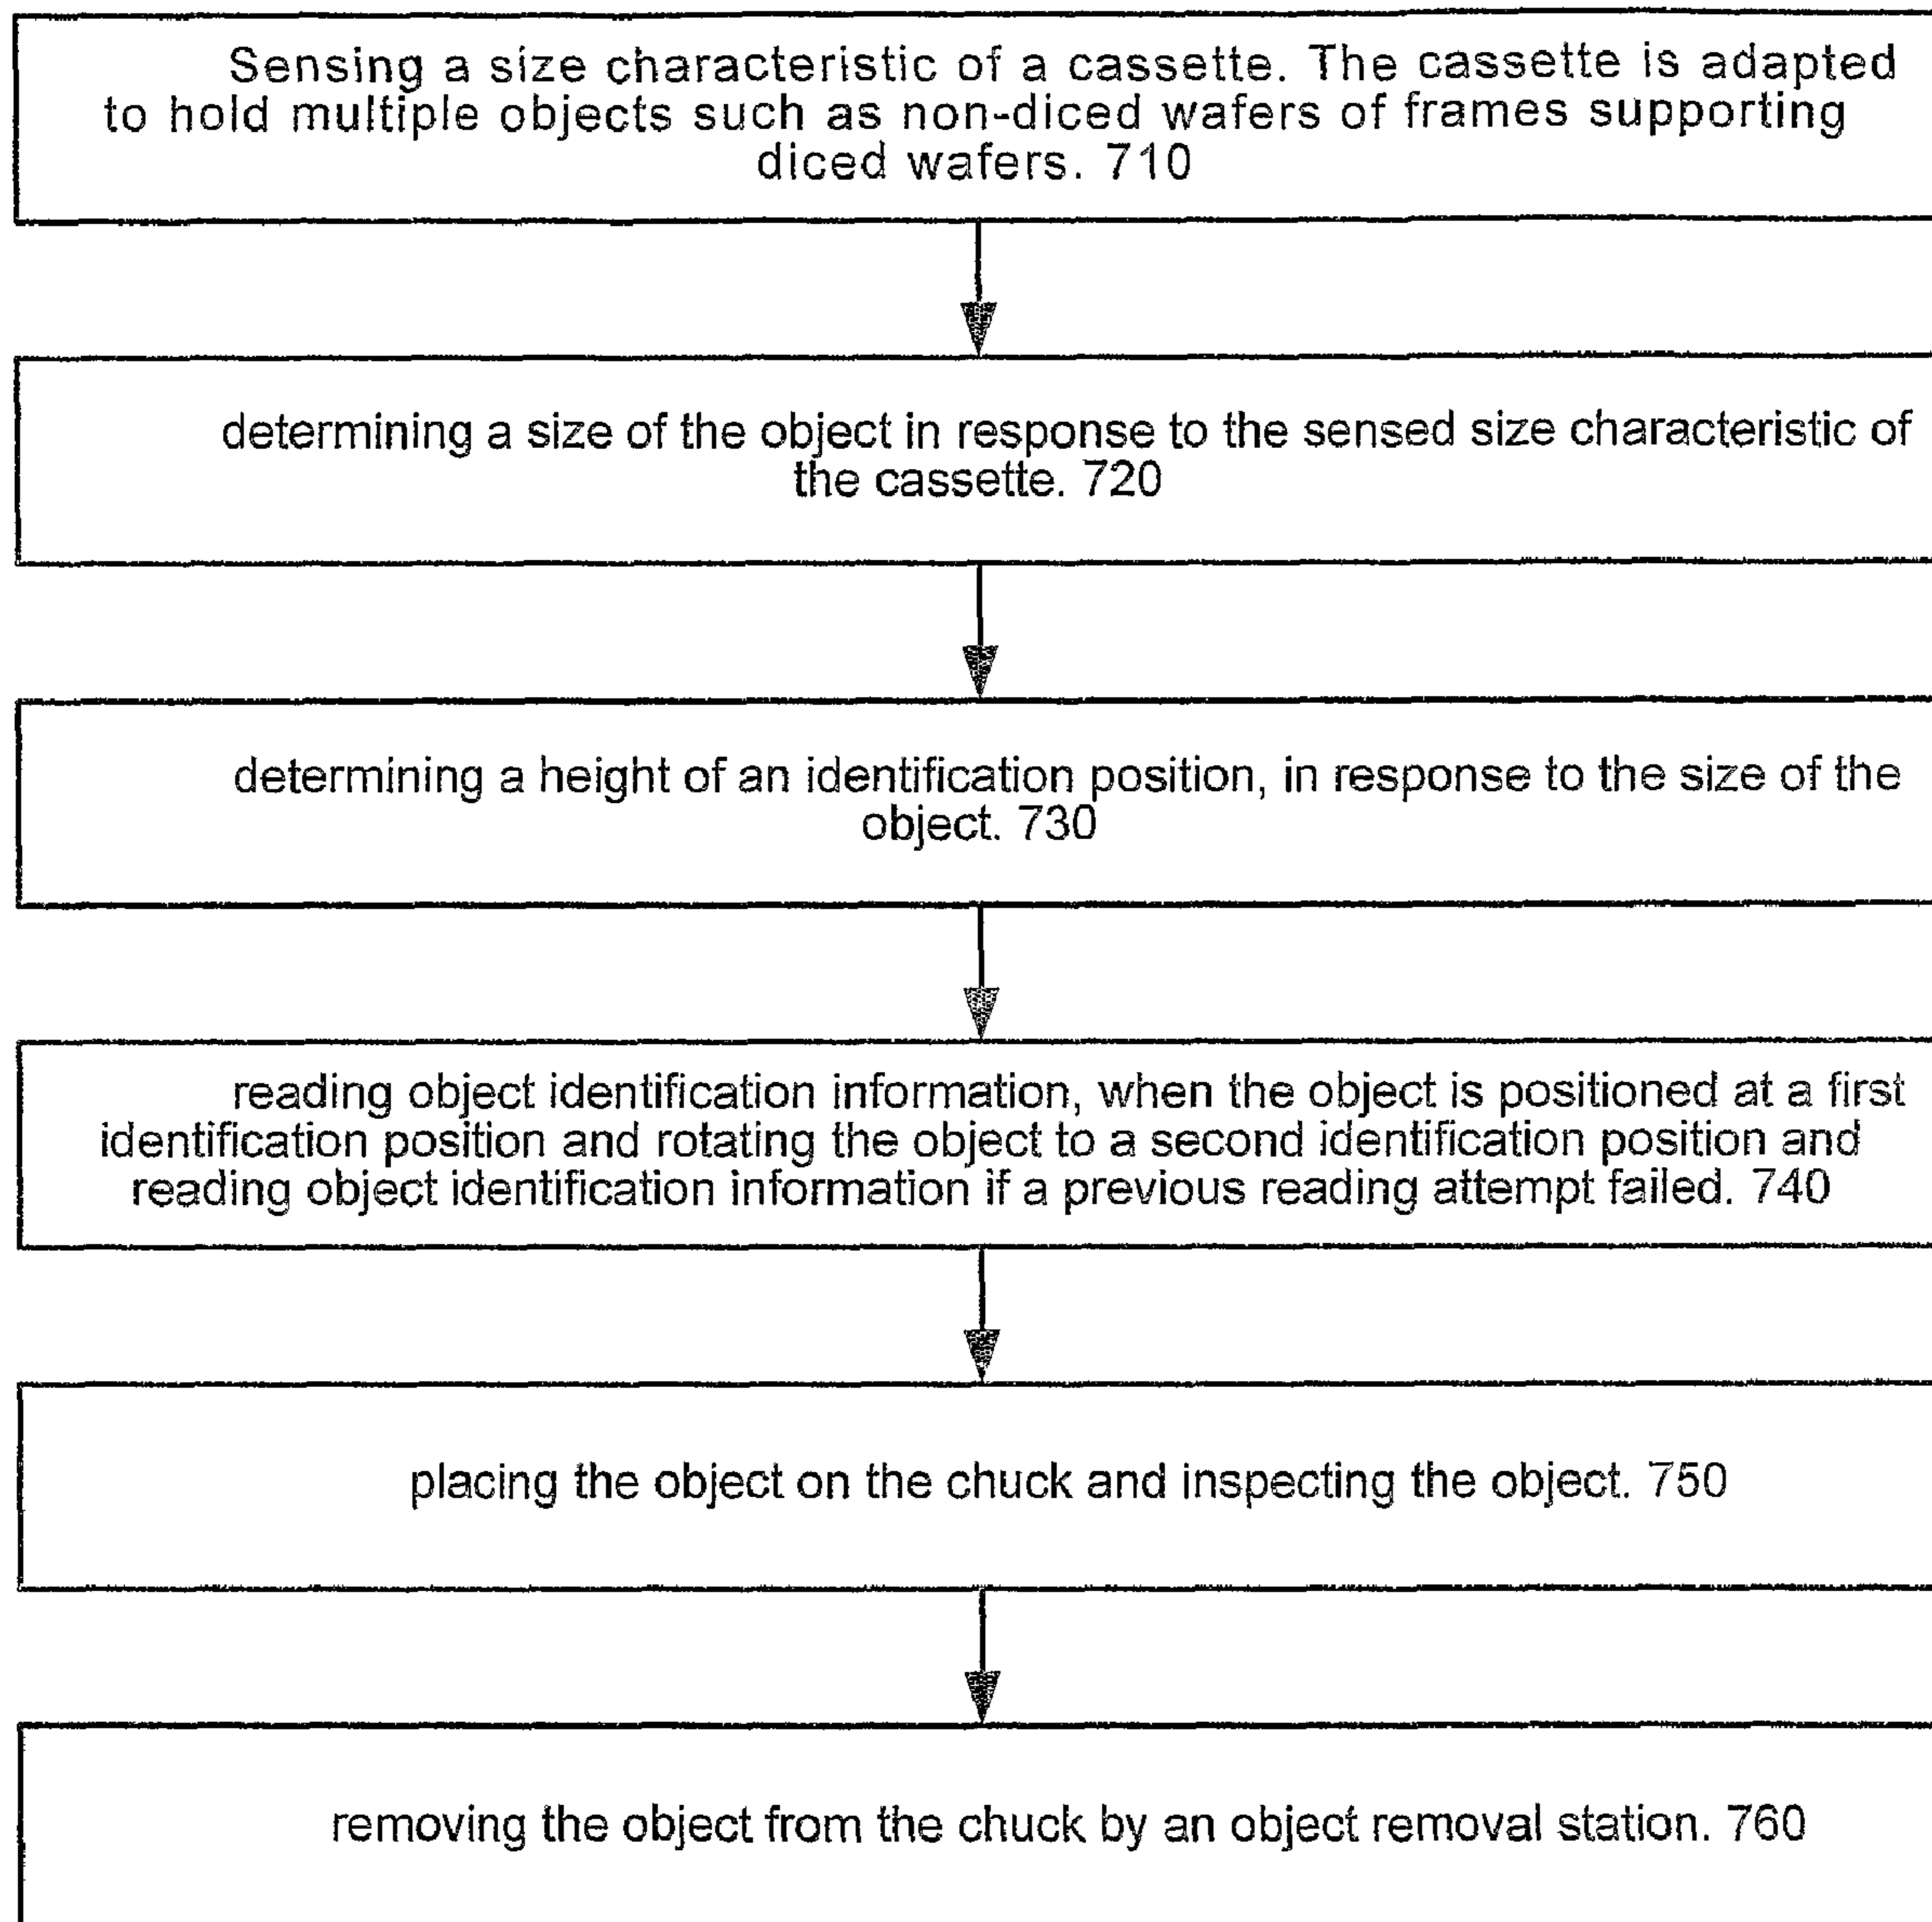 Sensing a size characteristic of a cassette. The cassette is adapted
to hold multiple objects such as non-diced wafers of frames supporting
diced wafers. 710
determining a size of the object in response to the sensed size characteristic of
the cassette. 720
determining a height of an identification position, in response to the size of the
object. 730
reading object identification information, when the object is positioned at a first
identification position and rotating the object to a second identification position and
reading object identification information if a previous reading attempt failed. 740
placing the object on the chuck and inspecting the object. 750
removing the object from the chuck by an object removal station. 760